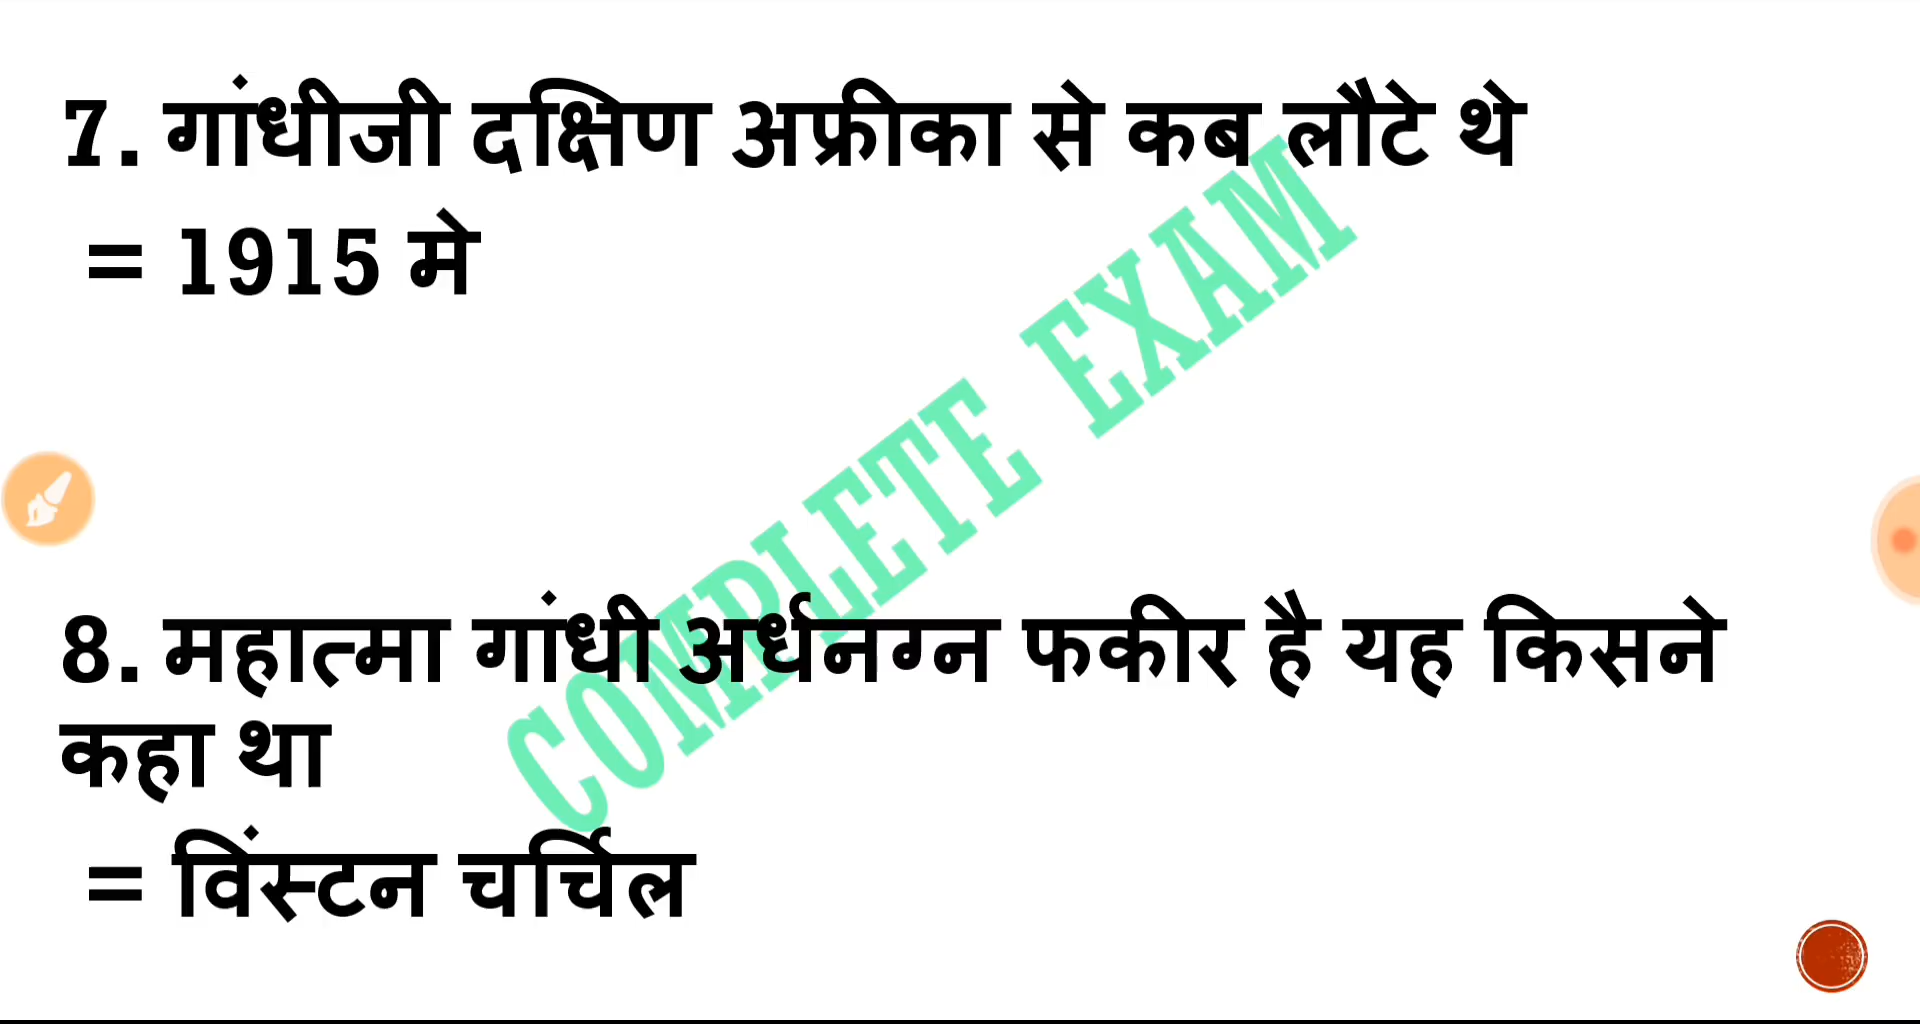 7. गांधीजी दक्षिण अफ्रीका से कब लौटे थे
= 1915 मे
COMPLETE EXAM
8. महात्मा गांधी अर्धनग्न फकीर है यह किसने
कहा था
= विंस्टन चर्चिल